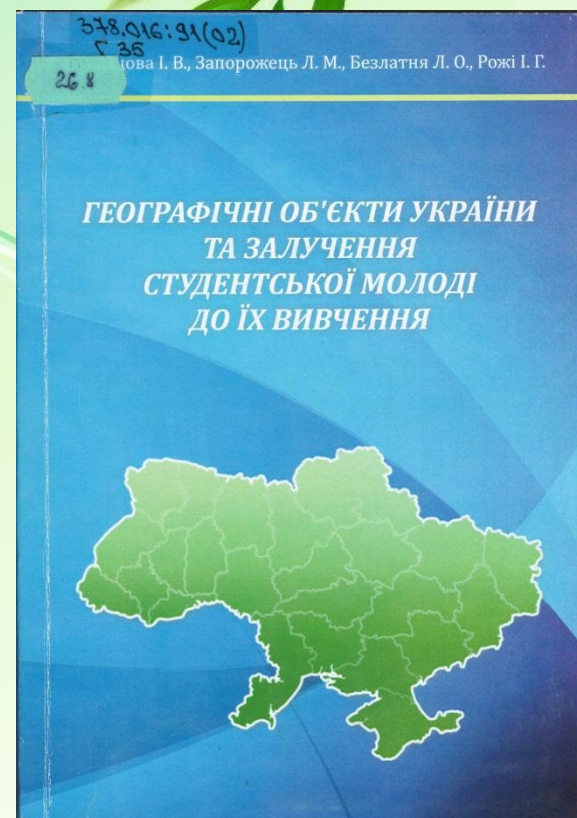 378.016:91(02)
Г 35
26.8
І. В., Запорожець Л. М., Безлатня Л. О., Рожі І. Г.
ГЕОГРАФІЧНІ ОБ'ЄКТИ УКРАЇНИ
ТА ЗАЛУЧЕННЯ
СТУДЕНТСЬКОЇ МОЛОДІ
ДО ЇХ ВИВЧЕННЯ